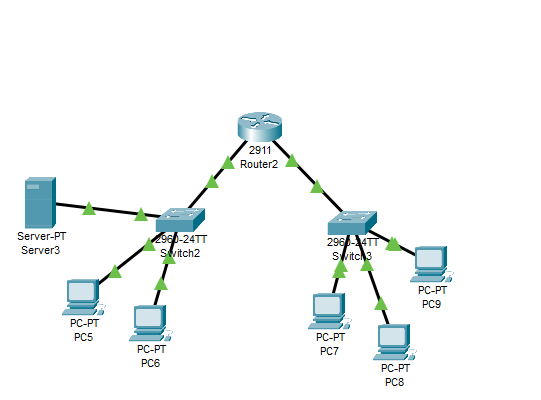 2911
Router2
Server-PT
Server3
2960-24TT
Switch2
2960-24TT
Switch3
PC-PT
PC5
PC-PT
PC6
PC-PT
PC7
PC-PT
PC8
PC-PT
PC9